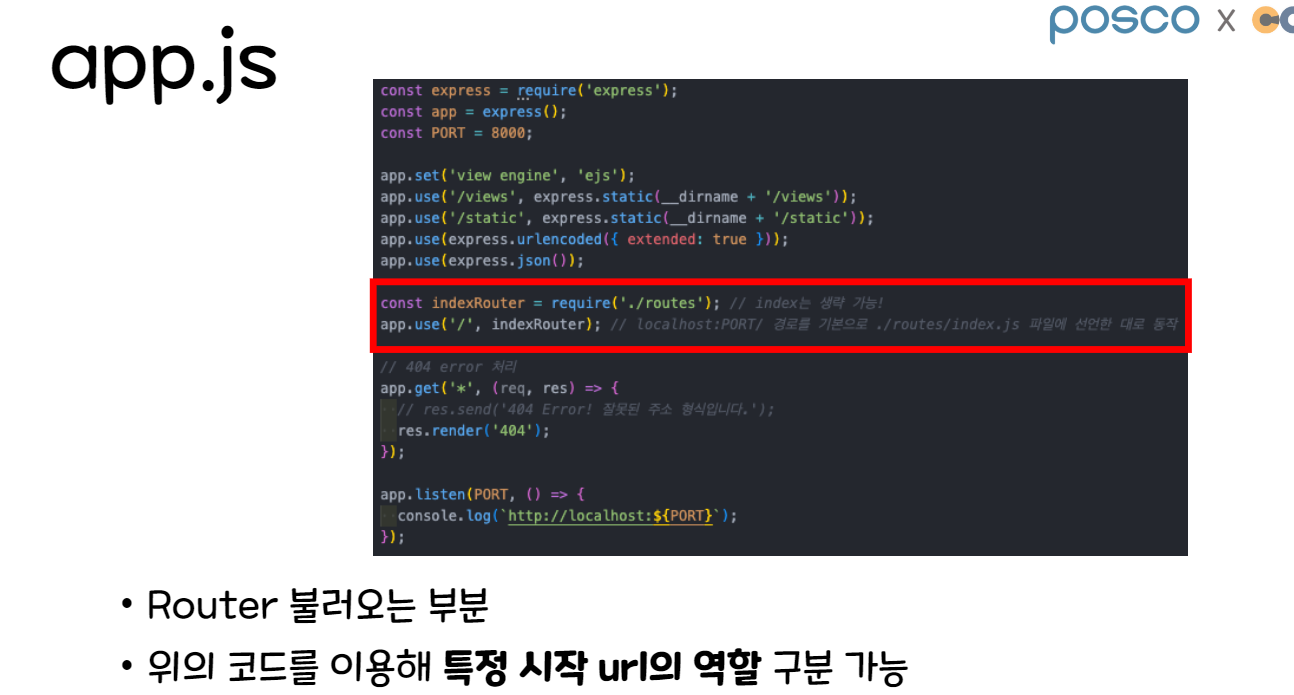 app.js
posco x
const express = require('express');
const app = express();
const PORT = 8000;
app.set('view engine', 'ejs');
app.use('/views', express.static(__dirname + '/views'));
app.use('/static', express.static(__dirname + '/static'));
app.use(express.urlencoded({ extended: true }));
app.use(express.json());
const indexRouter = require('./routes'); // index는 생략 가능!
app.use('/', indexRouter); // localhost:PORT/ 경로를 기본으로 ./routes/index.js 파일에 선언한 대로 동작
// 404 error 처리
app.get('*', (req, res) => {
// res.send('404 Error! 잘못된 주소 형식입니다.');
res.render('404');
});
app.listen(PORT, () => {
console.log(`http://localhost:${PORT}`);
});
• Router 불러오는 부분
• 위의 코드를 이용해 특정 시작 url의 역할 구분 가능